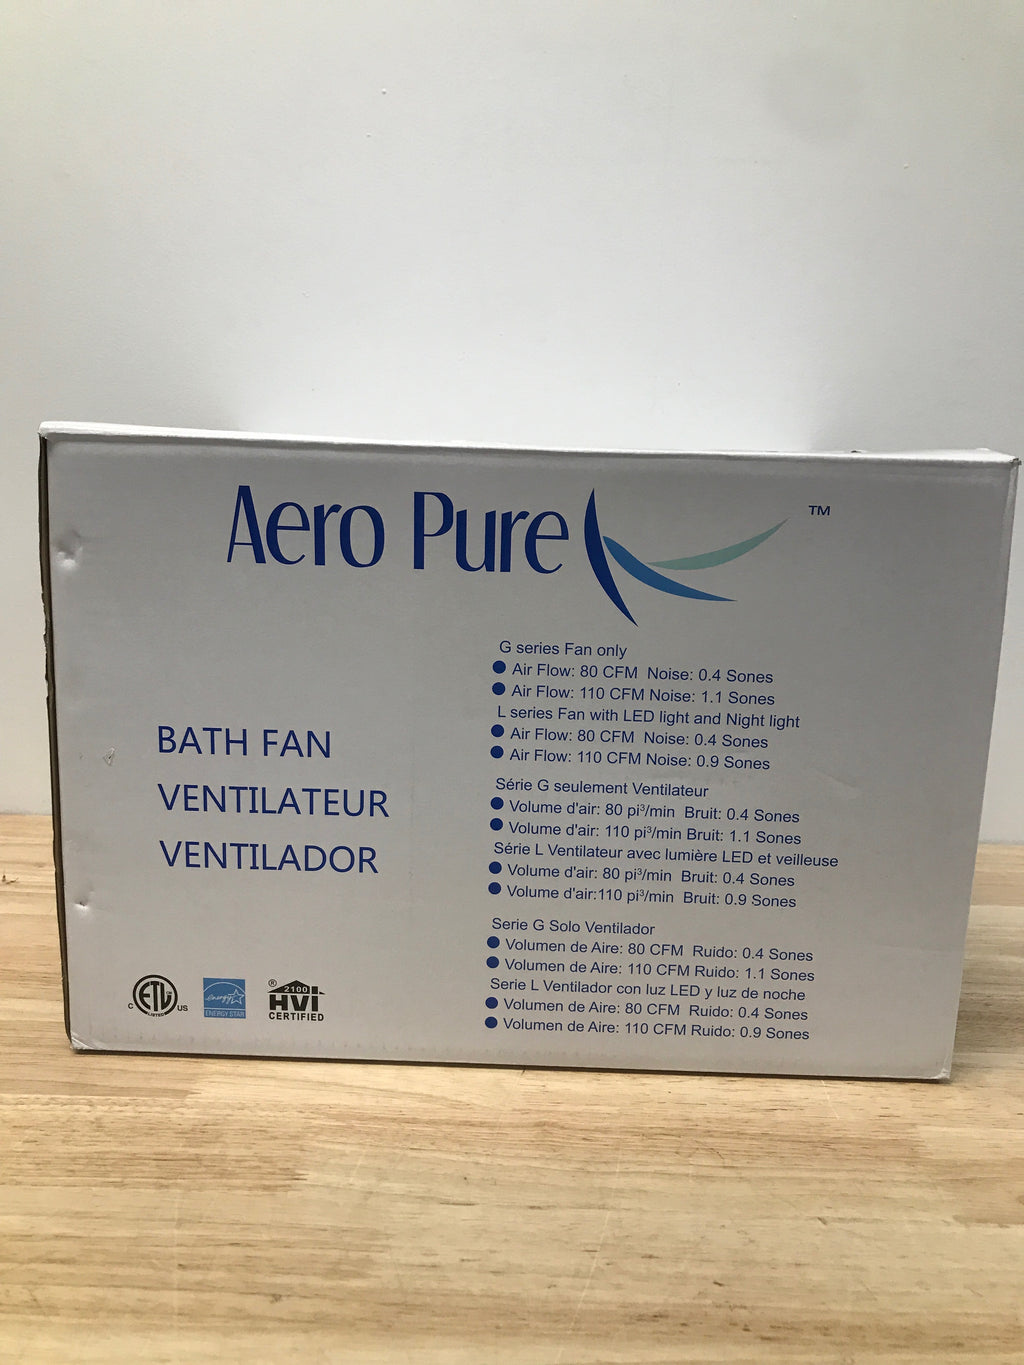 Aero Pure
TM
G series Fan only
Air Flow: 80 CFM Noise: 0.4 Sones
Air Flow: 110 CFM Noise: 1.1 Sones
L series Fan with LED light and Night light
Air Flow: 80 CFM Noise: 0.4 Sones
Air Flow: 110 CFM Noise: 0.9 Sones
BATH FAN
VENTILATEUR
VENTILADOR
Série G seulement Ventilateur
Volume d'air: 80 pi³/min Bruit: 0.4 Sones
Volume d'air: 110 pi³/min Bruit: 1.1 Sones
Série L Ventilateur avec lumière LED et veilleuse
Volume d'air: 80 pi³/min Bruit: 0.4 Sones
Volume d'air:110 pi³/min Bruit: 0.9 Sones
Serie G Solo Ventilador
Volumen de Aire: 80 CFM Ruido: 0.4 Sones
Volumen de Aire: 110 CFM Ruido: 1.1 Sones
Serie L Ventilador con luz LED y luz de noche
Volumen de Aire: 80 CFM Ruido: 0.4 Sones
Volumen de Aire: 110 CFM Ruido: 0.9 Sones
C ETL US
LISTED
energy
ENERGY STAR
® 2100
HVI
CERTIFIED